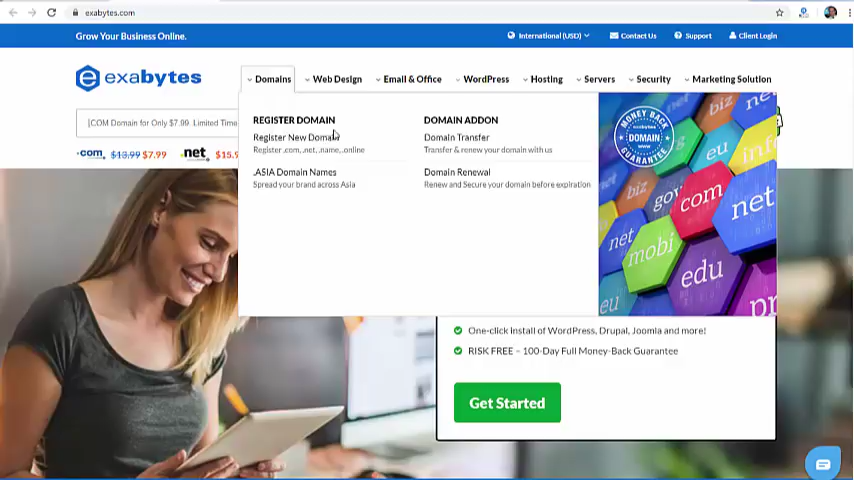 exabytes.com
Grow Your Business Online.
International (USD)
Contact Us
Support
Client Login
exabytes
Domains
Web Design
Email & Office
WordPress
Hosting
Servers
Security
Marketing Solution
.COM Domain for Only $7.99. Limited Time
.com $13.99 $7.99
.net $15.9
REGISTER DOMAIN
Register New Domain
Register .com, .net, .name, .online
.ASIA Domain Names
Spread your brand across Asia
DOMAIN ADDON
Domain Transfer
Transfer & renew your domain with us
Domain Renewal
Renew and Secure your domain before expiration
MONEY BACK
exabytes
DOMAIN
WWW
GUARANTEE
eu
info
biz
gov
com
net
net
mobi
edu
eu
pr
One-click install of WordPress, Drupal, Joomla and more!
RISK FREE – 100-Day Full Money-Back Guarantee
Get Started